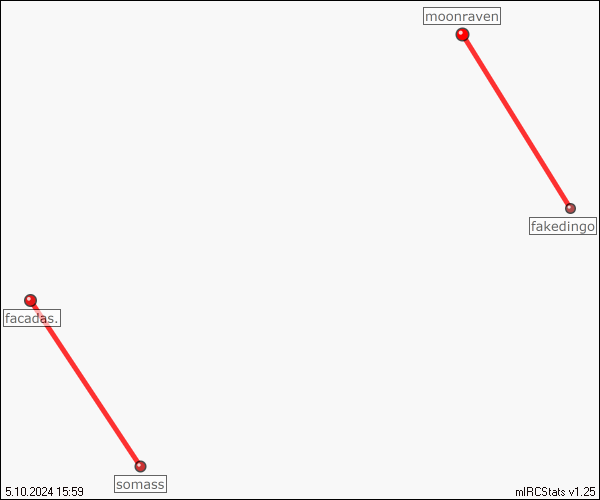 moonraven
fakedingo
facadas.
somass
5.10.2024 15:59
mIRCStats v1.25